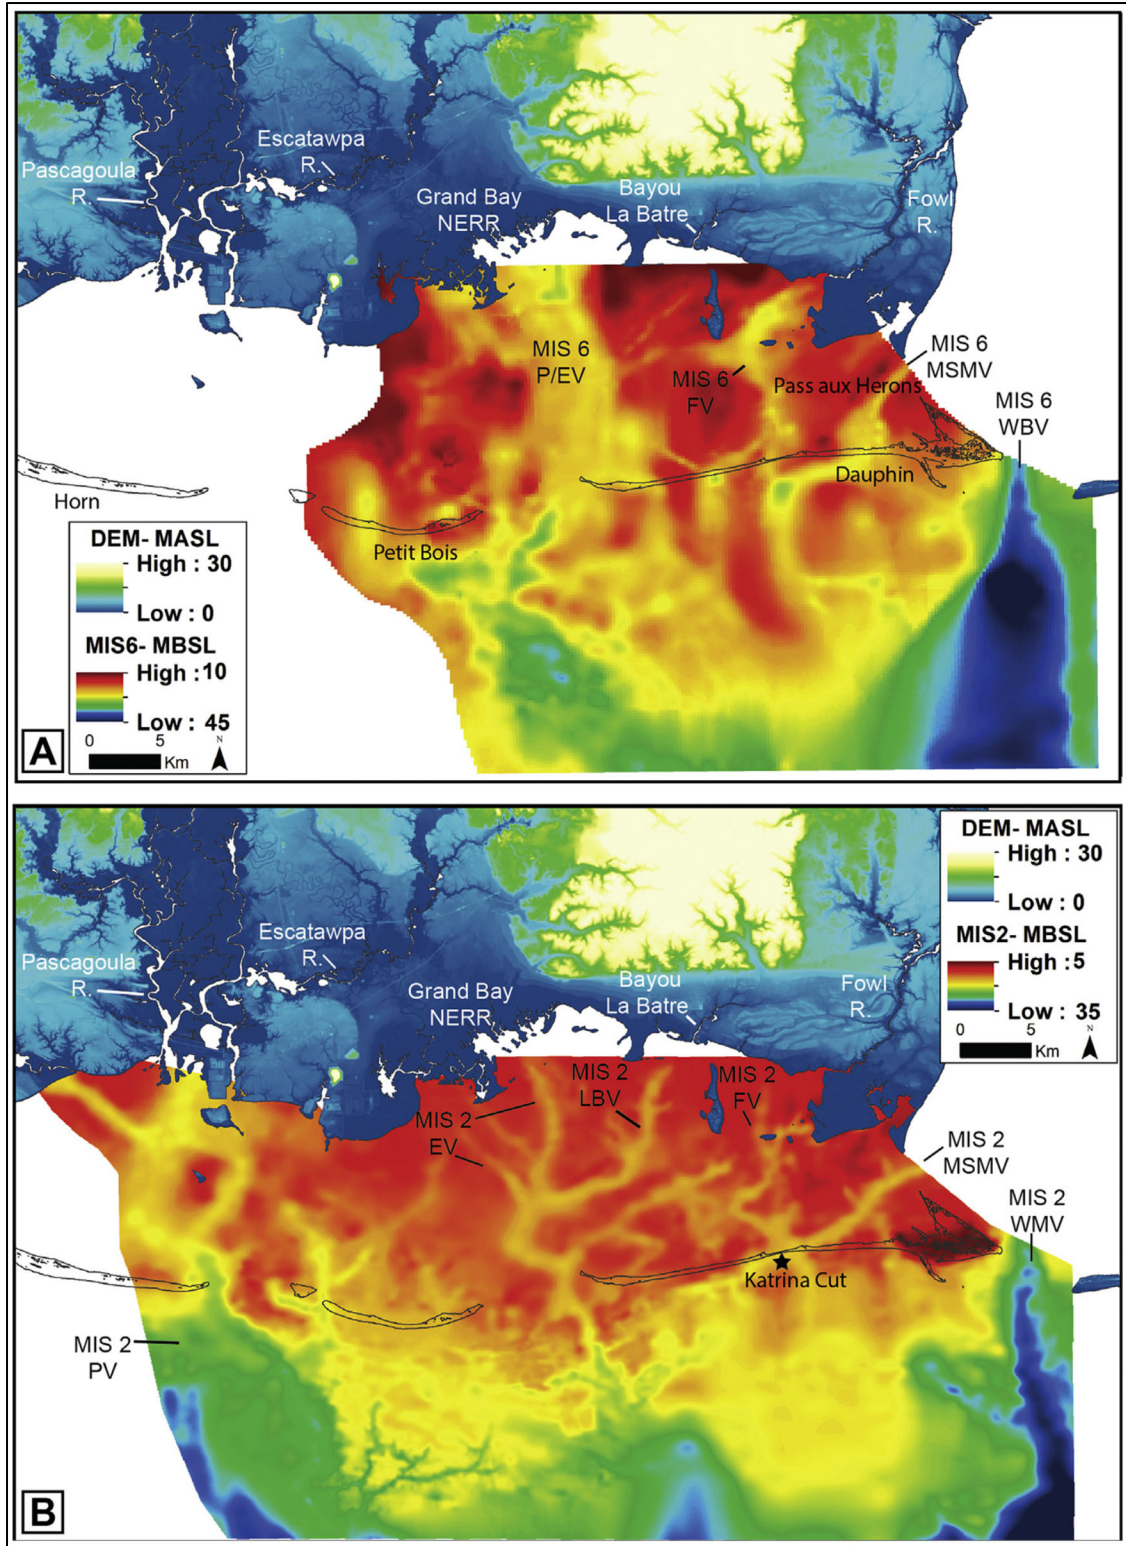 Escatawpa
R.
Pascagoula
R.
Grand Bay
NERR
Bayou
La Batre
Fowl
R.
MIS 6
P/EV
MIS 6
FV
Pass aux Herons
MIS 6
MSMV
MIS 6
WBV
Dauphin
Horn
Petit Bois
DEM- MASL
High : 30
Low : 0
MIS6- MBSL
High : 10
Low : 45
0 5
Km
N
A
DEM- MASL
High : 30
Low : 0
MIS2- MBSL
High : 5
Low : 35
0 5
Km
N
Escatawpa
R.
Pascagoula
R.
Grand Bay
NERR
Bayou
La Batre
Fowl
R.
MIS 2
LBV
MIS 2
FV
MIS 2
EV
MIS 2
MSMV
MIS 2
WMV
Katrina Cut
MIS 2
PV
B